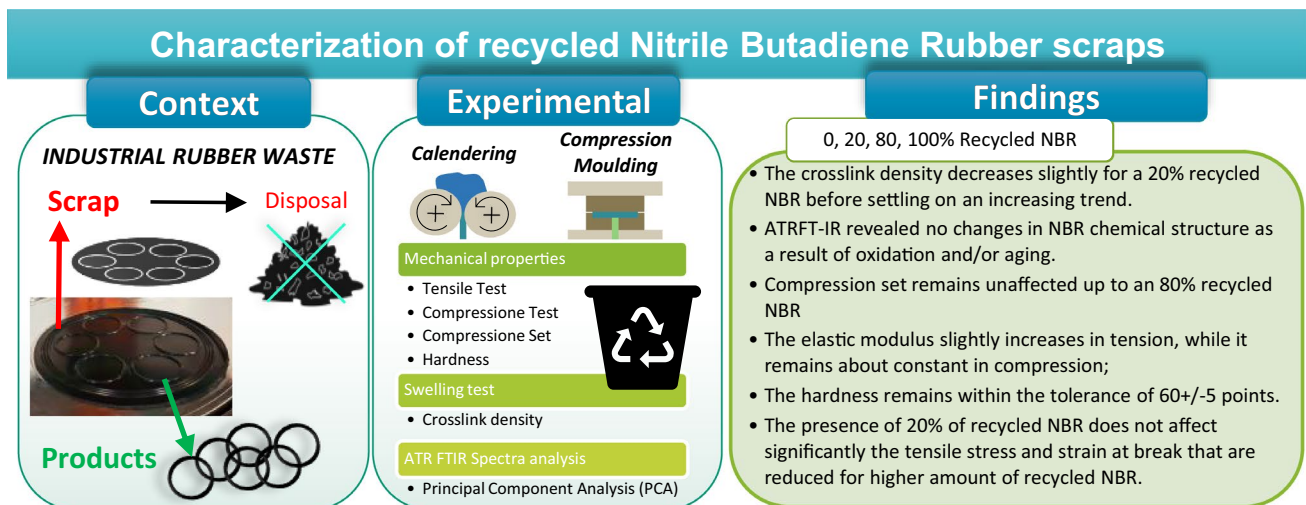 Characterization of recycled Nitrile Butadiene Rubber scraps
Context
INDUSTRIAL RUBBER WASTE
Scrap
Disposal
Products
Experimental
Calendering
Compression
Moulding
Mechanical properties
• Tensile Test
• Compressione Test
• Compressione Set
• Hardness
Swelling test
• Crosslink density
ATR FTIR Spectra analysis
• Principal Component Analysis (PCA)
Findings
0, 20, 80, 100% Recycled NBR
• The crosslink density decreases slightly for a 20% recycled
NBR before settling on an increasing trend.
• ATRFT-IR revealed no changes in NBR chemical structure as
a result of oxidation and/or aging.
• Compression set remains unaffected up to an 80% recycled
NBR
• The elastic modulus slightly increases in tension, while it
remains about constant in compression;
• The hardness remains within the tolerance of 60+/-5 points.
• The presence of 20% of recycled NBR does not affect
significantly the tensile stress and strain at break that are
reduced for higher amount of recycled NBR.